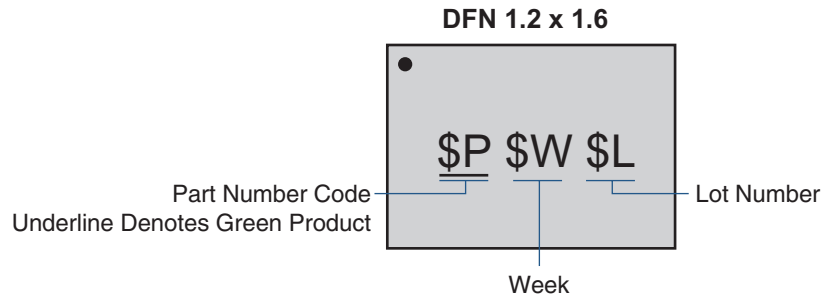 DFN 1.2 x 1.6
$P $W $L
Part Number Code
Underline Denotes Green Product
Lot Number
Week